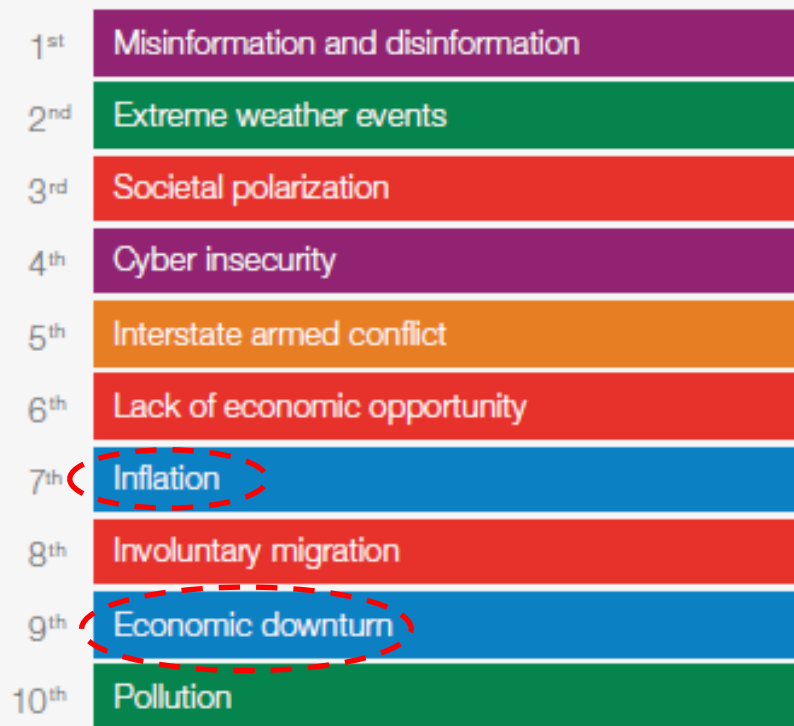 1st Misinformation and disinformation
2nd Extreme weather events
3rd Societal polarization
4th Cyber insecurity
5th Interstate armed conflict
6th Lack of economic opportunity
7th Inflation
8th Involuntary migration
9th Economic downturn
10th Pollution